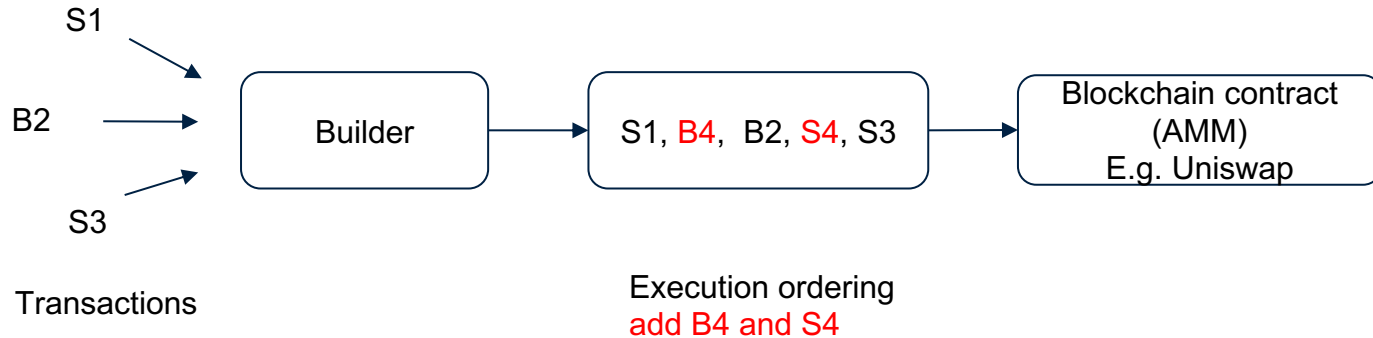 S1
B2
S3
Transactions
Builder
S1, B4, B2, S4, S3
Execution ordering
add B4 and S4
Blockchain contract
(AMM)
E.g. Uniswap